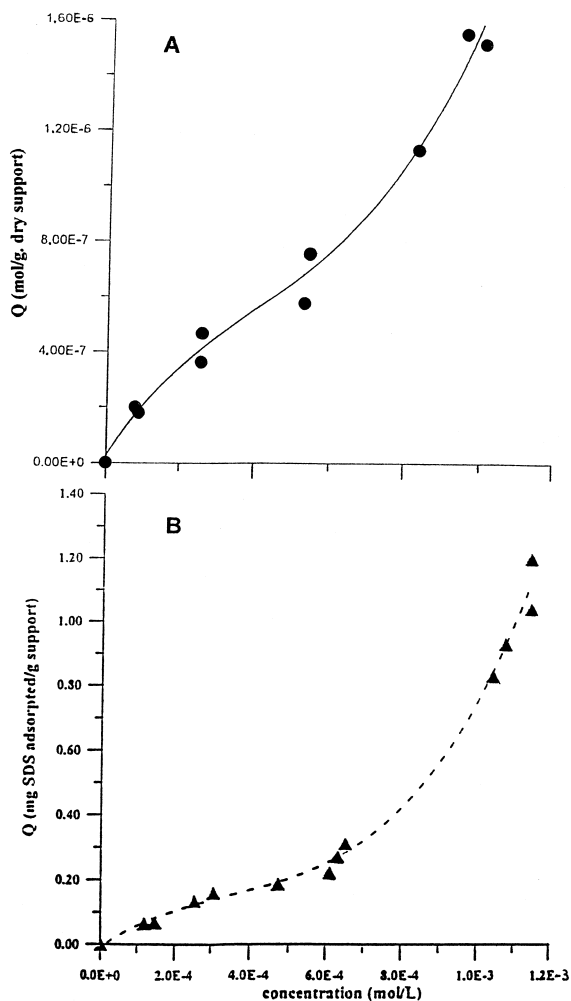 1.60E-6
A
1.20E-6
8.00E-7
4.00E-7
0.00E+0
Q (mol/g. dry support)
1.40
B
1.20
1.00
0.80
0.60
0.40
0.20
0.00
Q (mg SDS adsorpted/g support)
0.0E+0 2.0E-4 4.0E-4 6.0E-4 8.0E-4 1.0E-3 1.2E-3
concentration (mol/L)